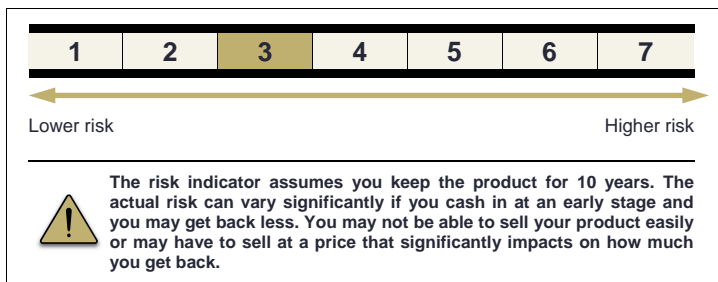 1 2 3 4 5 6 7
Lower risk Higher risk
The risk indicator assumes you keep the product for 10 years. The
actual risk can vary significantly if you cash in at an early stage and
you may get back less. You may not be able to sell your product easily
or may have to sell at a price that significantly impacts on how much
you get back.